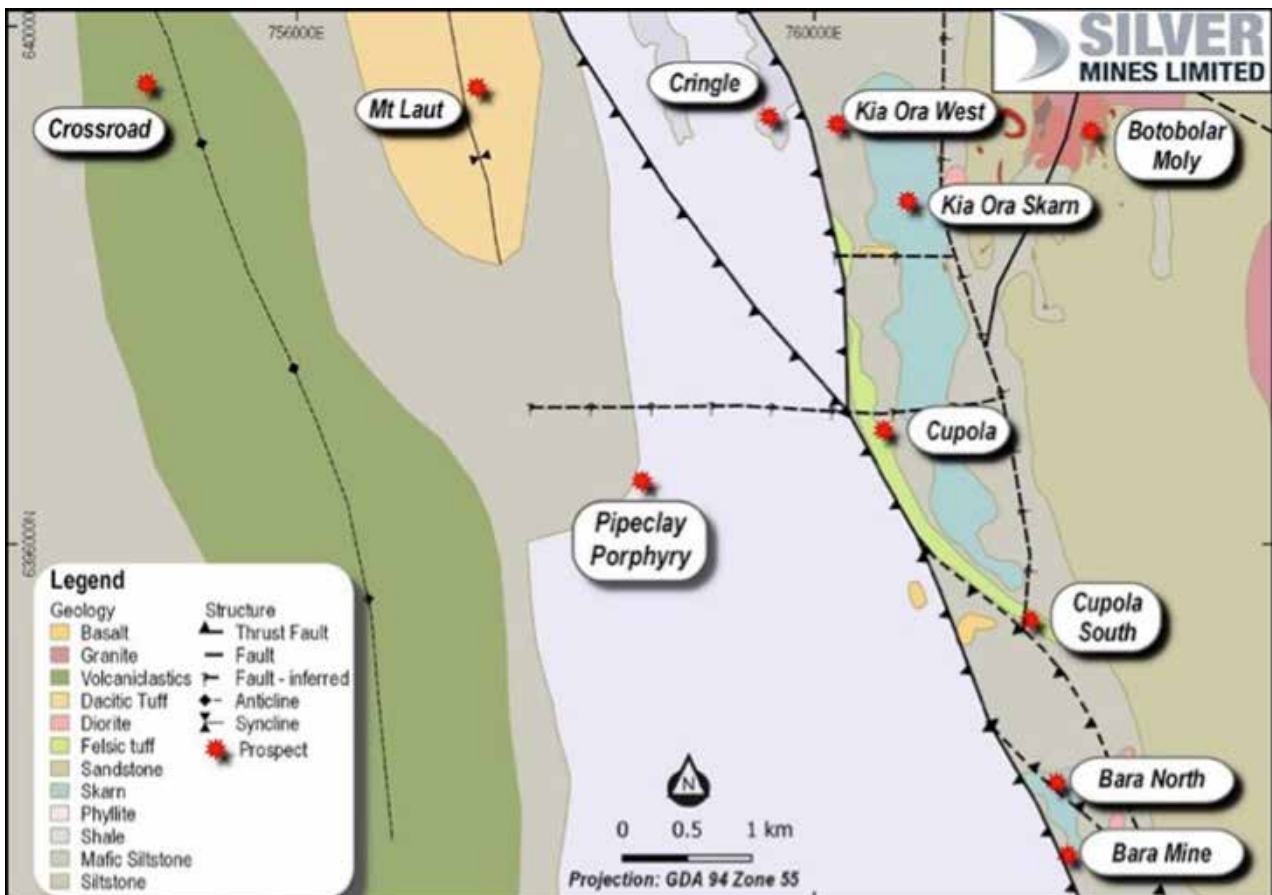 756000E
760000E
6400000
SILVER
MINES LIMITED
Crossroad
Mt Laut
Cringle
Kia Ora West
Botobolar
Moly
Kia Ora Skarn
Cupola
Pipeclay
Porphyry
6396000N
Cupola
South
Bara North
Bara Mine
Legend
Geology
Basalt
Granite
Volcaniclastics
Dacitic Tuff
Diorite
Felsic tuff
Sandstone
Skarn
Phyllite
Shale
Mafic Siltstone
Siltstone
Structure
Thrust Fault
Fault
Fault - inferred
Anticline
Syncline
Prospect
N
0 0.5 1 km
Projection: GDA 94 Zone 55